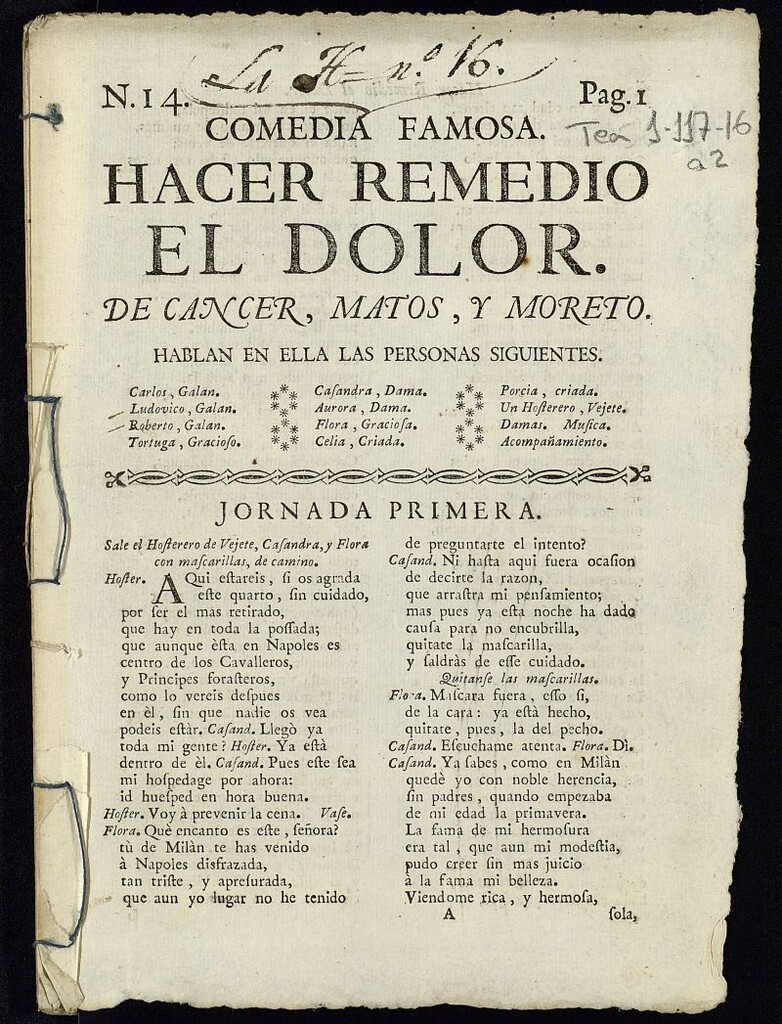 La H= nº 16.
N.14.
Pag.1
Tea 1-117-16
a2
COMEDIA FAMOSA.
HACER REMEDIO
EL DOLOR.
DE CANCER, MATOS, Y MORETO.
HABLAN EN ELLA LAS PERSONAS SIGUIENTES.
Carlos, Galan.
Ludovico, Galan.
Roberto, Galan.
Tortuga, Gracioſo.
Caſandra, Dama.
Aurora, Dama.
Flora, Gracioſa.
Celia, Criada.
Porcia, criada.
Un Hoſterero, Vejete.
Damas. Muſica.
Acompañamiento.
JORNADA PRIMERA.
Sale el Hoſterero de Vejete, Caſandra, y Flora
con maſcarillas, de camino.
Hoſter. AQui eſtareis, ſi os agrada
eſte quarto, ſin cuidado,
por ſer el mas retirado,
que hay en toda la poſſada;
que aunque èſta en Napoles es
centro de los Cavalleros,
y Principes foraſteros,
como lo vereis deſpues
en èl, ſin que nadie os vea
podeis eſtàr. Caſand. Llegò ya
toda mi gente? Hoſter. Ya eſtà
dentro de èl. Caſand. Pues eſte ſea
mi hoſpedage por ahora:
id hueſped en hora buena.
Hoſter. Voy à prevenir la cena. Vaſe.
Flora. Què encanto es eſte, ſeñora?
tù de Milàn te has venido
à Napoles disfrazada,
tan triſte, y apreſurada,
que aun yo lugar no he tenido
de preguntarte el intento?
Caſand. Ni haſta aqui fuera ocaſion
de decirte la razon,
que arraſtra mi penſamiento;
mas pues ya eſta noche ha dado
cauſa para no encubrilla,
quitate la maſcarilla,
y ſaldràs de eſſe cuidado.
Quitanſe las maſcarillas.
Flora. Maſcara fuera, eſſo ſi,
de la cara: ya eſtà hecho,
quitate, pues, la del pecho.
Caſand. Eſcuchame atenta. Flora. Dì.
Caſand. Ya ſabes, como en Milàn
quedè yo con noble herencia,
ſin padres, quando empezaba
de mi edad la primavera.
La fama de mi hermoſura
era tal, que aun mi modeſtia,
pudo creer ſin mas juicio
à la fama mi belleza.
Viendome rica, y hermoſa,
A
ſola,